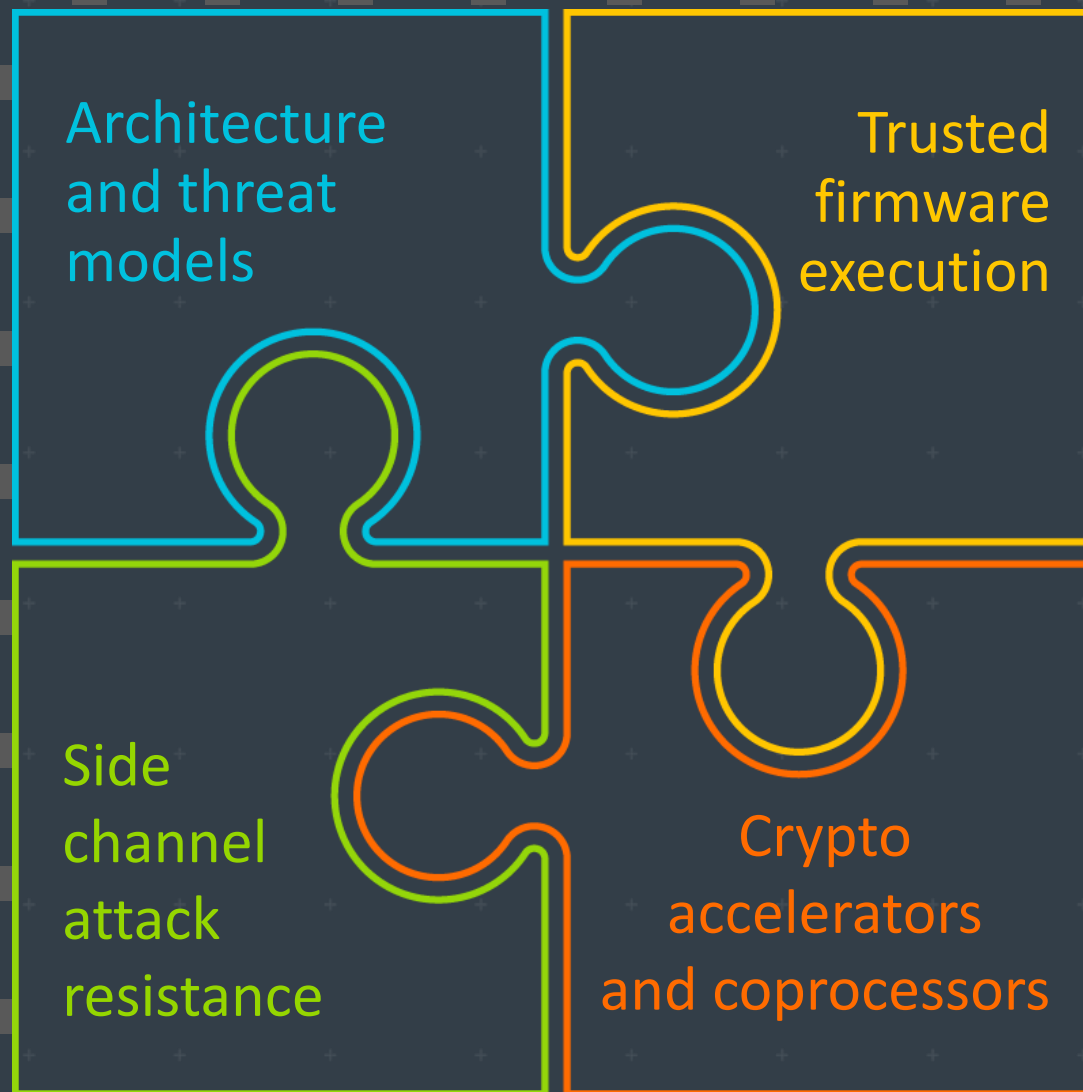 Architecture
and threat
models
Trusted
firmware
execution
Side
channel
attack
resistance
Crypto
accelerators
and coprocessors